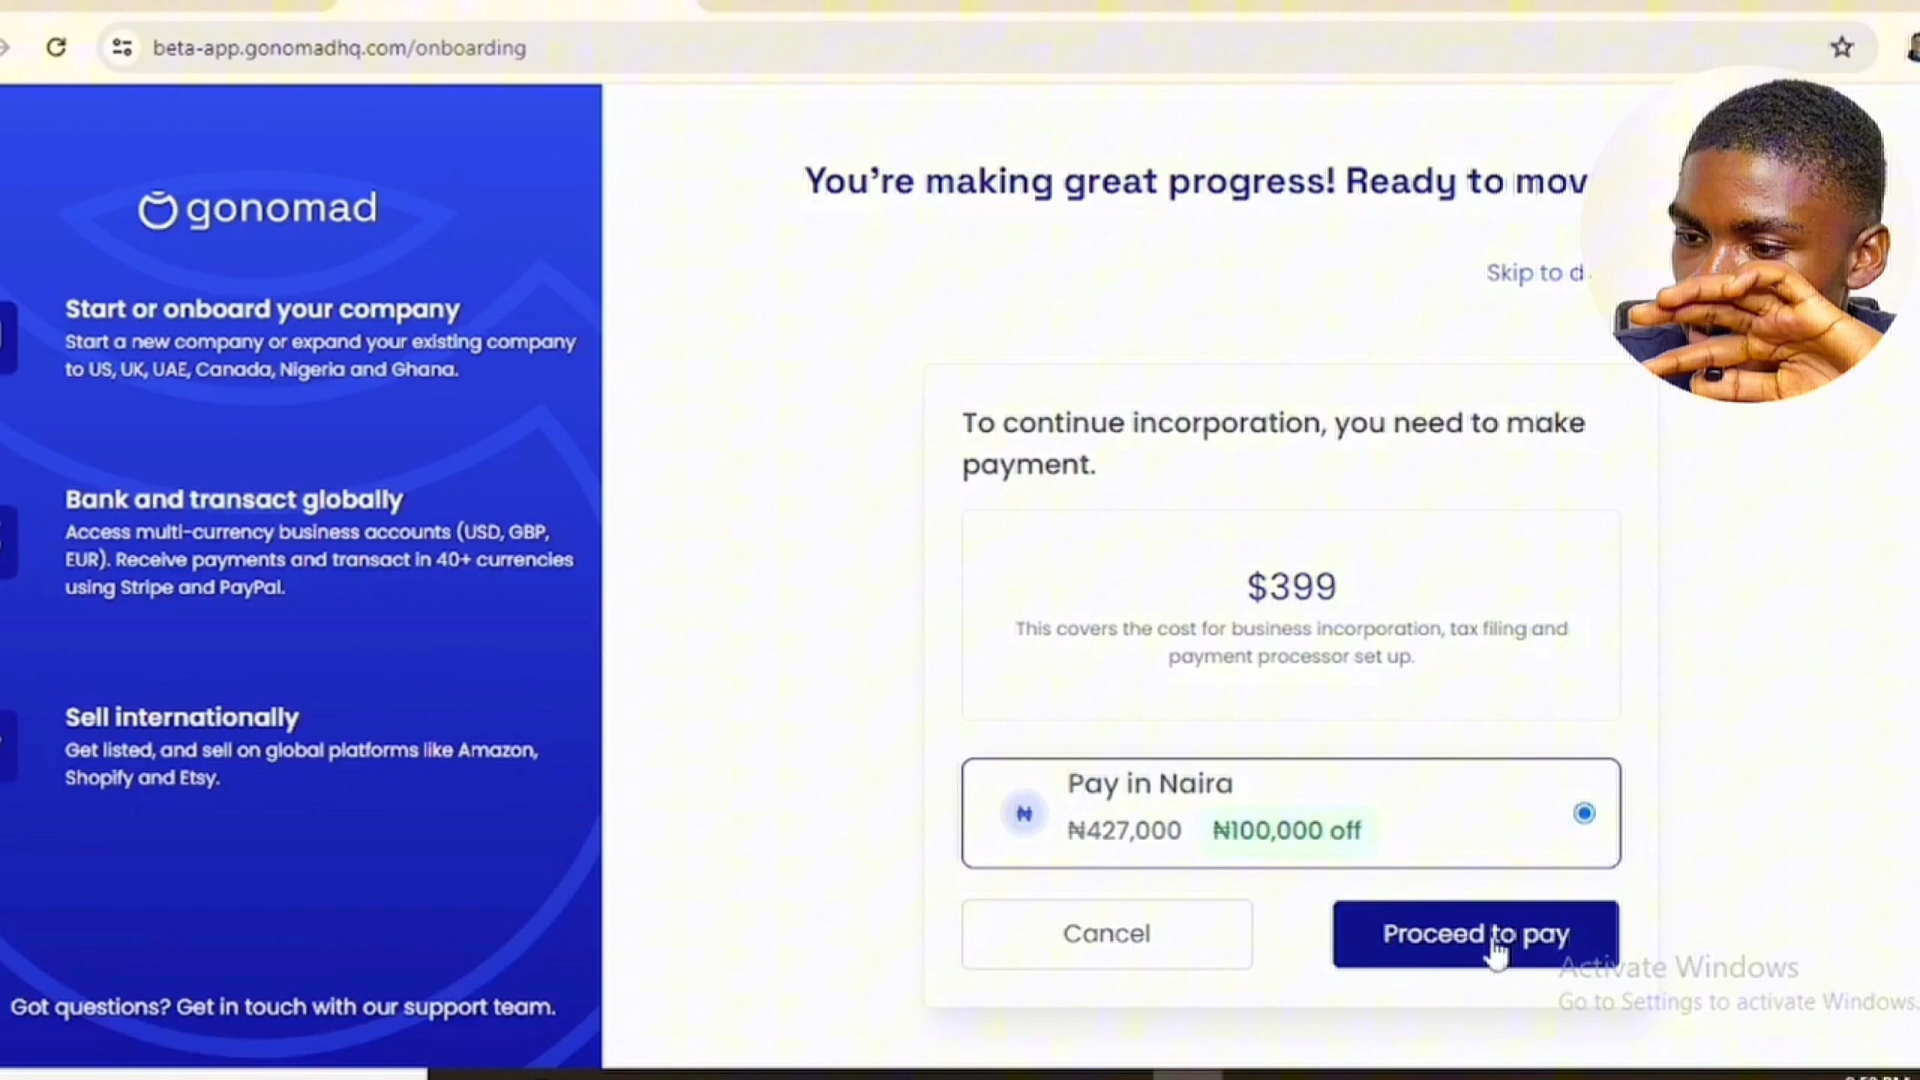 beta-app.gonomadhq.com/onboarding
gonomad
Start or onboard your company
Start a new company or expand your existing company
to US, UK, UAE, Canada, Nigeria and Ghana.
Bank and transact globally
Access multi-currency business accounts (USD, GBP,
EUR). Receive payments and transact in 40+ currencies
using Stripe and PayPal.
Sell internationally
Get listed, and sell on global platforms like Amazon,
Shopify and Etsy.
Got questions? Get in touch with our support team.
You're making great progress! Ready to mov
Skip to d
To continue incorporation, you need to make
payment.
$399
This covers the cost for business incorporation, tax filing and
payment processor set up.
₦
Pay in Naira
₦427,000 ₦100,000 off
Cancel
Proceed to pay
Activate Windows
Go to Settings to activate Windows.